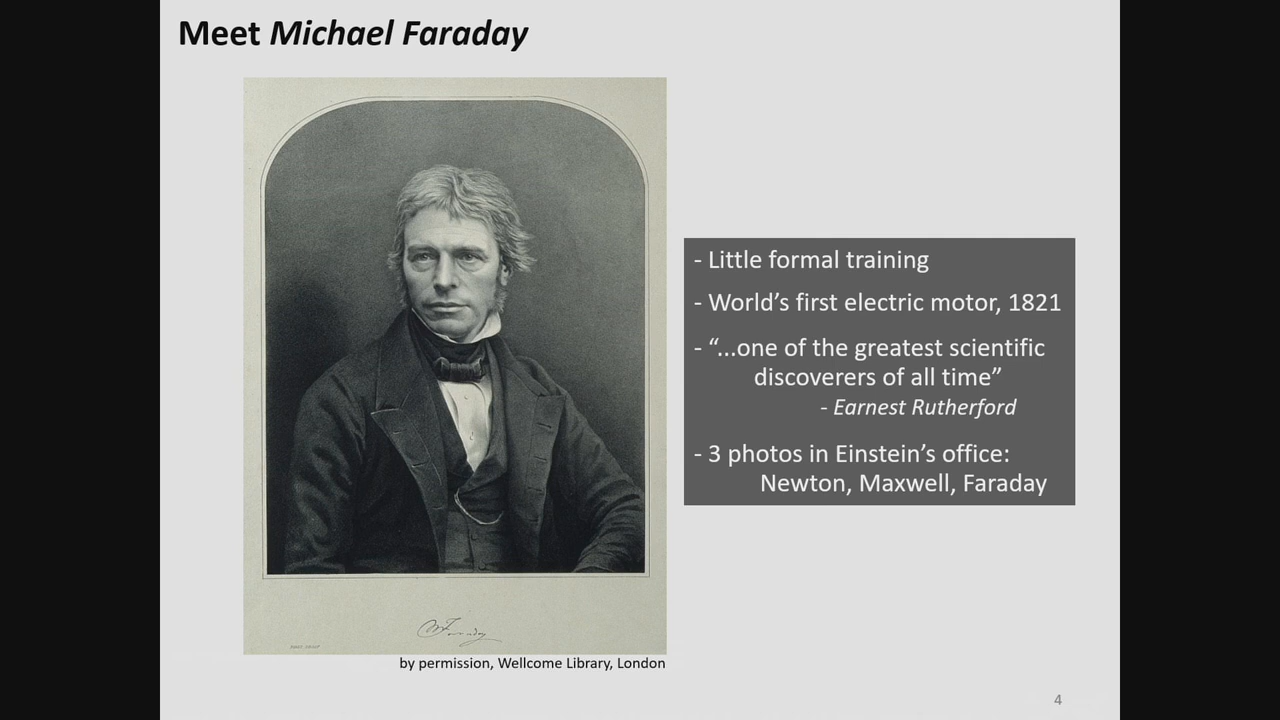 Meet Michael Faraday
- Little formal training
- World’s first electric motor, 1821
- “...one of the greatest scientific
discoverers of all time”
- Earnest Rutherford
- 3 photos in Einstein’s office:
Newton, Maxwell, Faraday
MFaraday
by permission, Wellcome Library, London
4